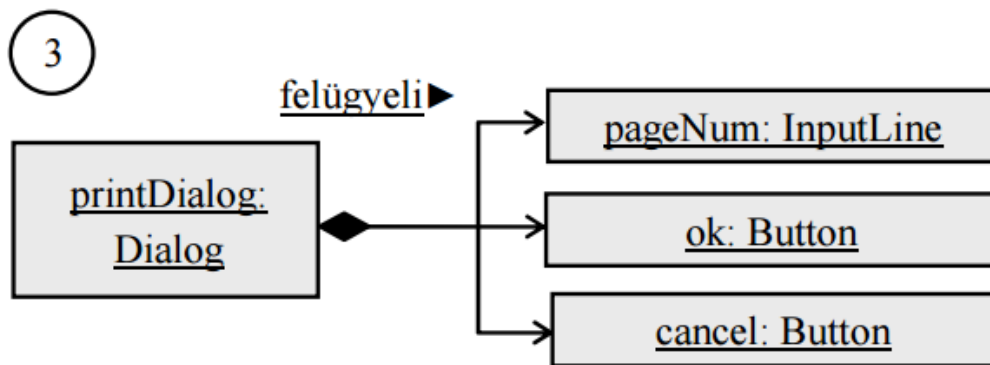 3
felügyeli▶
pageNum: InputLine
printDialog:
Dialog
ok: Button
cancel: Button